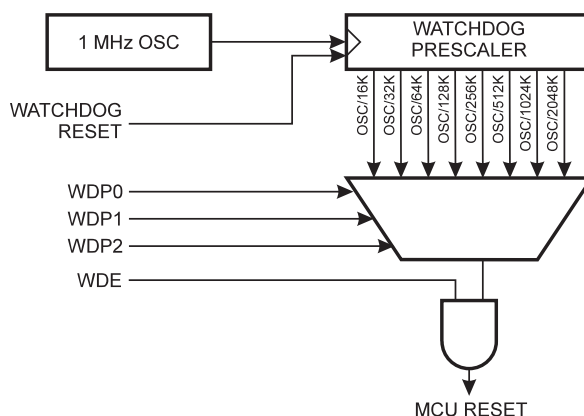 1 MHz OSC
WATCHDOG
PRESCALER
WATCHDOG
RESET
OSC/16K
OSC/32K
OSC/64K
OSC/128K
OSC/256K
OSC/512K
OSC/1024K
OSC/2048K
WDP0
WDP1
WDP2
WDE
MCU RESET